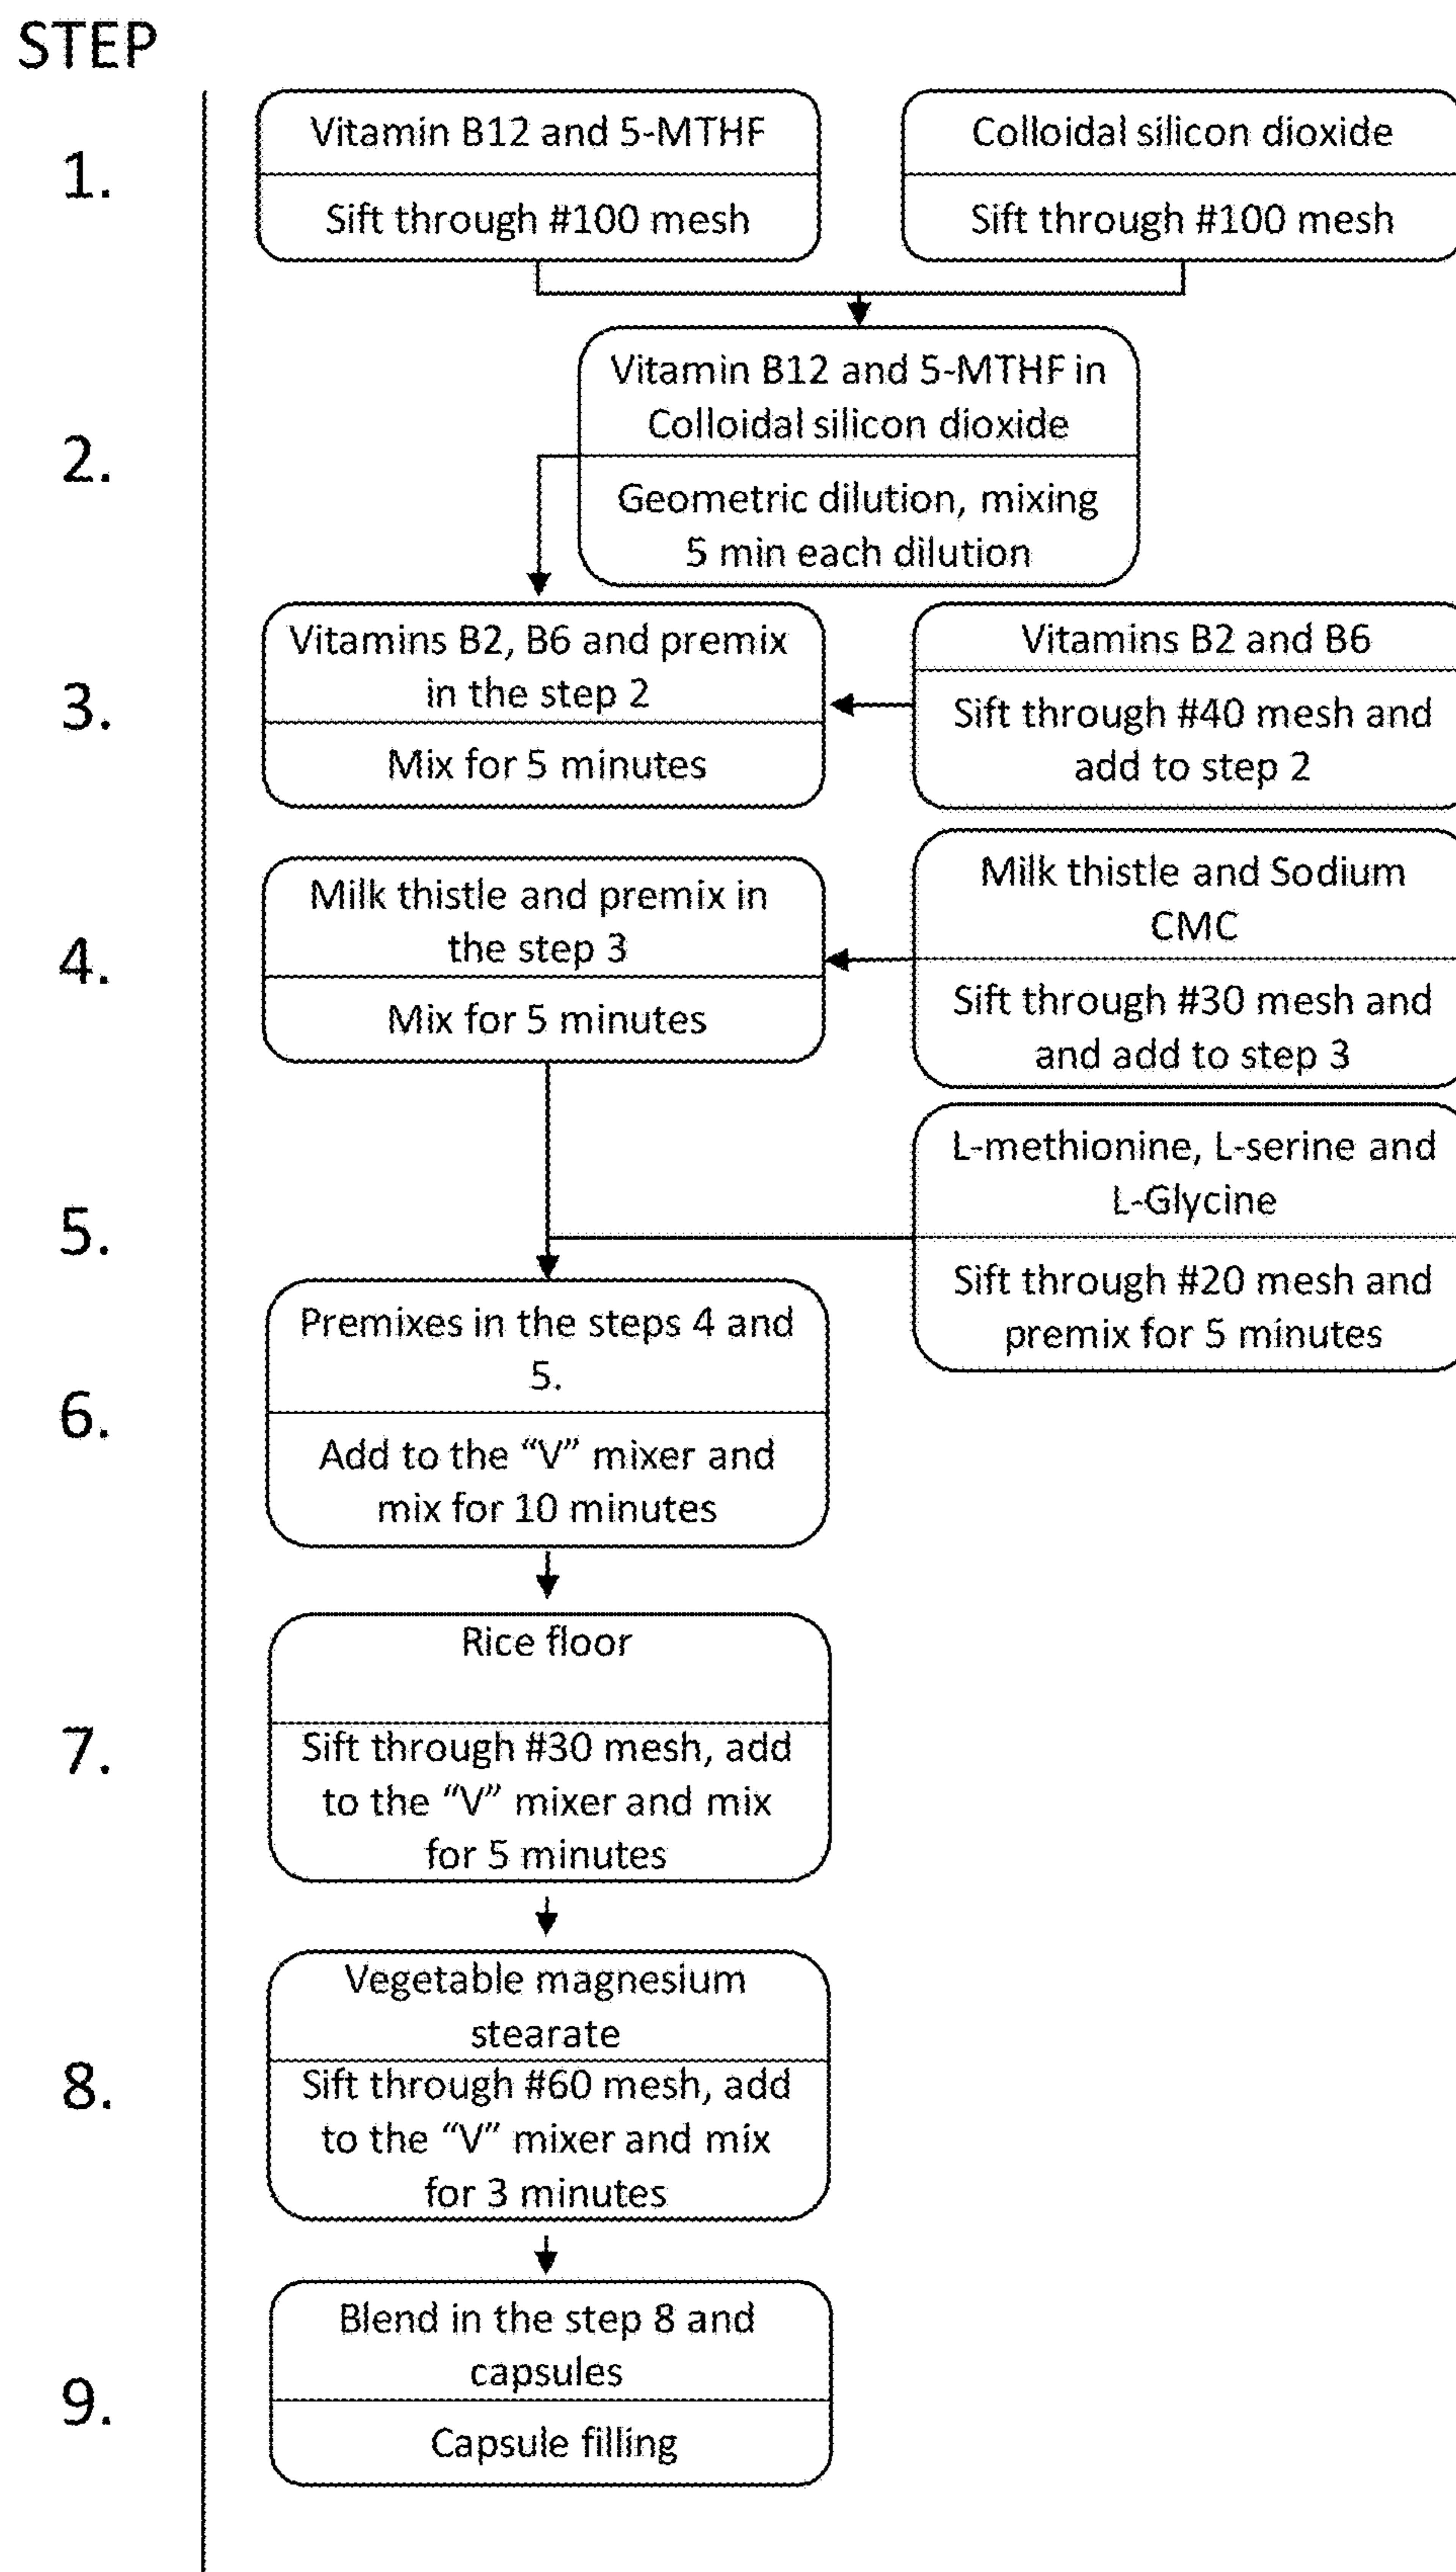 STEP
1.
Vitamin B12 and 5-MTHF
Sift through #100 mesh
Colloidal silicon dioxide
Sift through #100 mesh
2.
Vitamin B12 and 5-MTHF in
Colloidal silicon dioxide
Geometric dilution, mixing
5 min each dilution
3.
Vitamins B2, B6 and premix
in the step 2
Mix for 5 minutes
Vitamins B2 and B6
Sift through #40 mesh and
add to step 2
4.
Milk thistle and premix in
the step 3
Mix for 5 minutes
Milk thistle and Sodium
CMC
Sift through #30 mesh and
and add to step 3
5.
L-methionine, L-serine and
L-Glycine
Sift through #20 mesh and
premix for 5 minutes
6.
Premixes in the steps 4 and
5.
Add to the “V” mixer and
mix for 10 minutes
7.
Rice floor
Sift through #30 mesh, add
to the “V” mixer and mix
for 5 minutes
8.
Vegetable magnesium
stearate
Sift through #60 mesh, add
to the “V” mixer and mix
for 3 minutes
9.
Blend in the step 8 and
capsules
Capsule filling